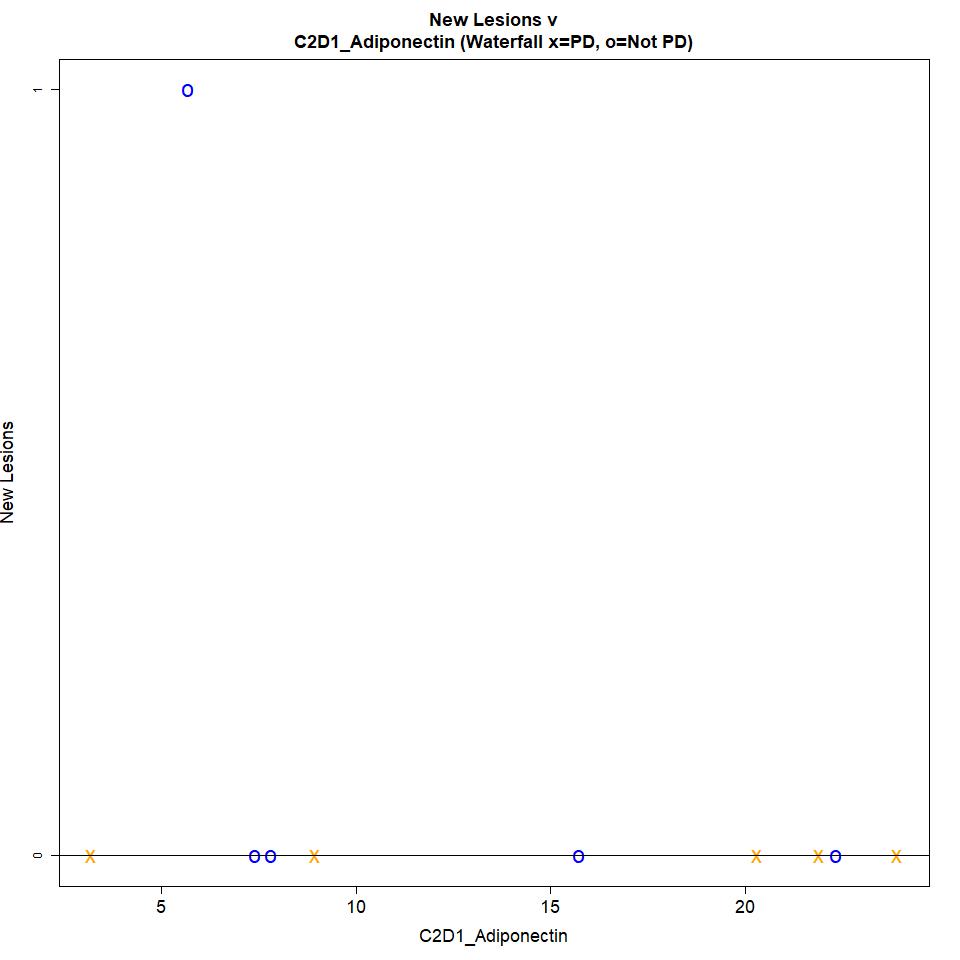 New Lesions v
C2D1_Adiponectin (Waterfall x=PD, o=Not PD)
New Lesions
1
o
0
x
o
o
x
o
x
x
o
x
5
10
15
20
C2D1_Adiponectin